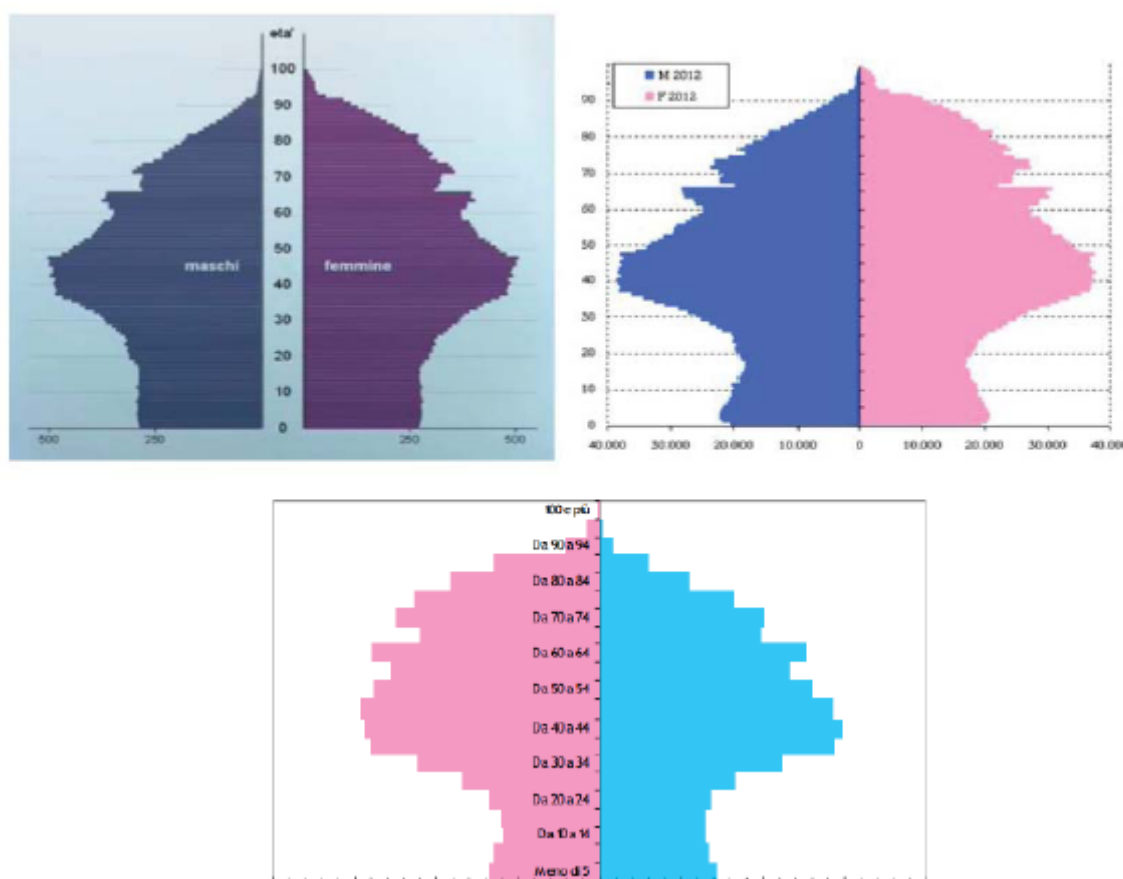 eta'
100
90
80
70
60
50
maschi
femmine
40
30
20
10
0
500
250
250
500
M 2012
F 2012
90
80
70
60
50
40
30
20
10
0
40.000
30.000
20.000
10.000
0
10.000
20.000
30.000
40.000
100 e più
Da 90 a 94
Da 80 a 84
Da 70 a 74
Da 60 a 64
Da 50 a 54
Da 40 a 44
Da 30 a 34
Da 20 a 24
Da 10 a 14
Meno di 5